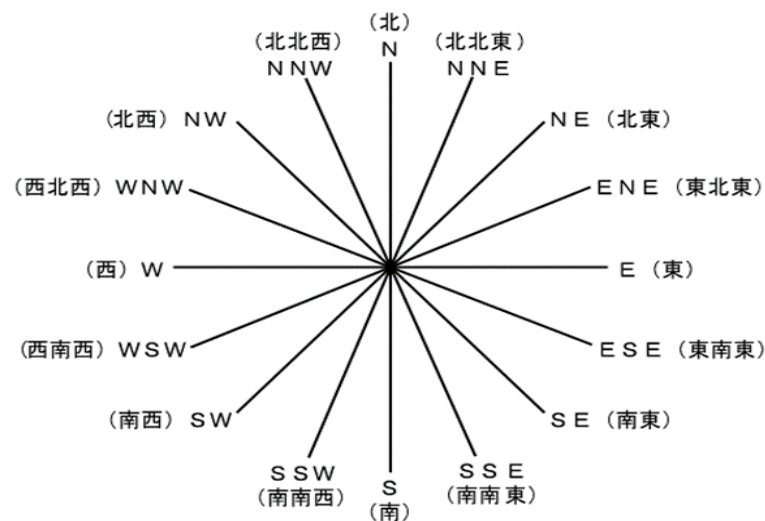 (北)
N
(北北西)
NNW
(北北東)
NNE
(北西) NW
NE (北東)
(西北西) WNW
ENE (東北東)
(西) W
E (東)
(西南西) WSW
ESE (東南東)
(南西) SW
SE (南東)
SSW
(南南西)
S
(南)
SSE
(南南東)